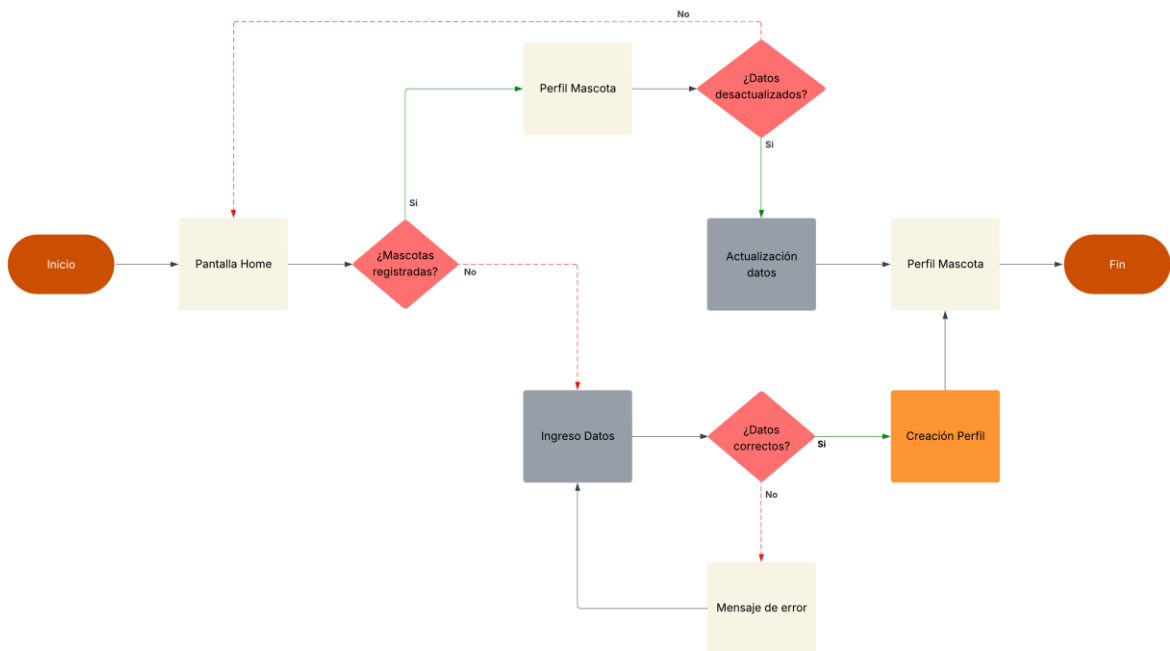 No
Perfil Mascota
¿Datos
desactualizados?
Si
Si
Inicio
Pantalla Home
¿Mascotas
registradas?
No
Actualización
datos
Perfil Mascota
Fin
Ingreso Datos
¿Datos
correctos?
Si
Creación Perfil
No
Mensaje de error